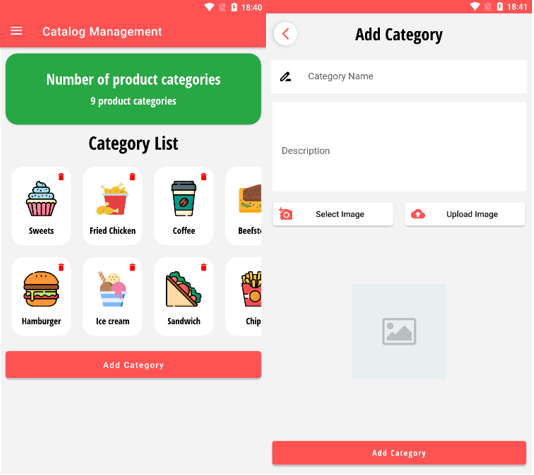 18:40
Catalog Management
Number of product categories
9 product categories
Category List
Sweets
Fried Chicken
Coffee
Beefst
Hamburger
Ice cream
Sandwich
Chip
Add Category
18:41
Add Category
Category Name
Description
Select Image
Upload Image
Add Category